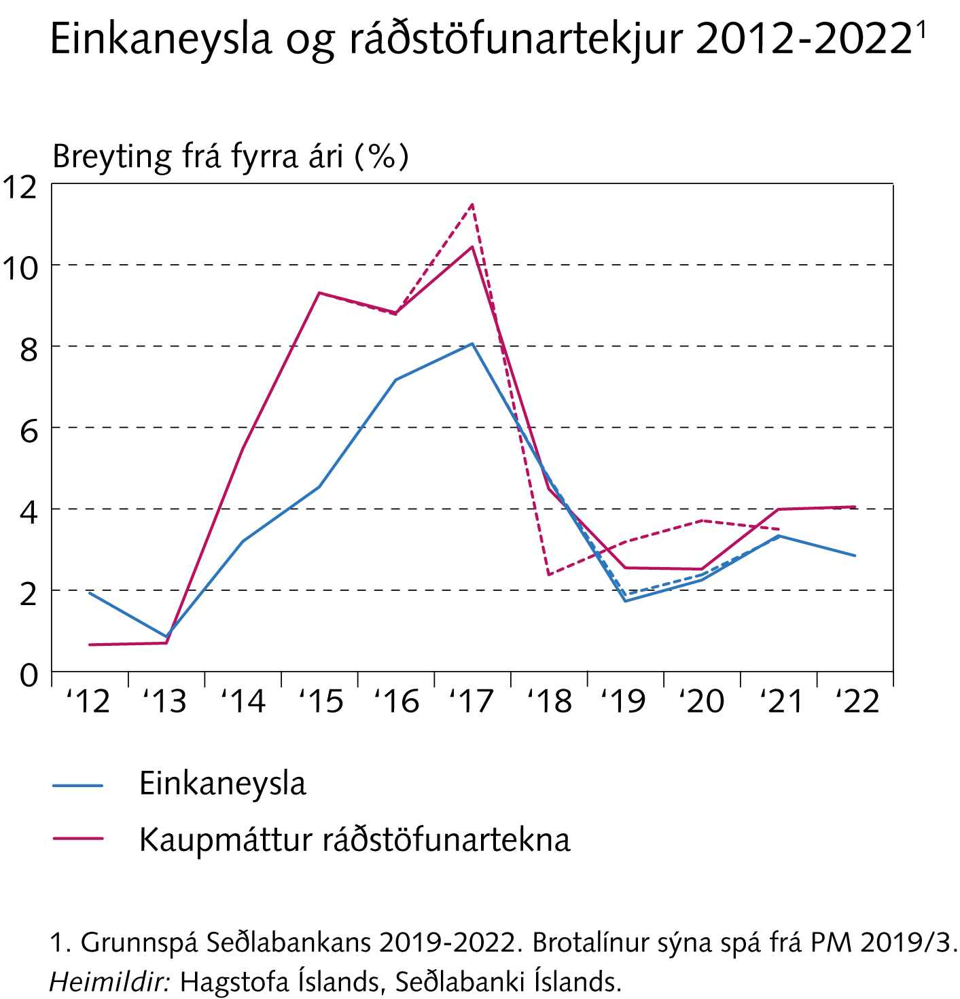 Einkaneysla og ráðstöfunartekjur 2012-2022¹
Breyting frá fyrra ári (%)
12
10
8
6
4
2
0
‘12 ‘13 ‘14 ‘15 ‘16 ‘17 ‘18 ‘19 ‘20 ‘21 ‘22
Einkaneysla
Kaupmáttur ráðstöfunartekna
1. Grunnspá Seðlabankans 2019-2022. Brotalínur sýna spá frá PM 2019/3.
Heimildir: Hagstofa Íslands, Seðlabanki Íslands.